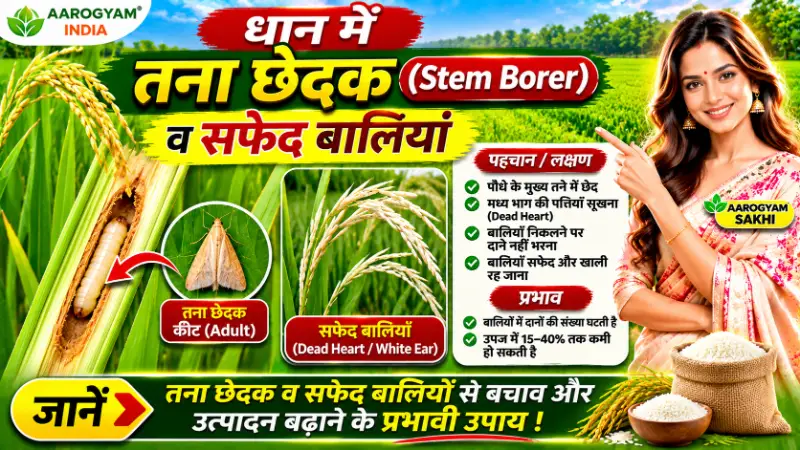 AAROGYAM®
INDIA
धान में
तना छेदक (Stem Borer)
व सफेद बालियां
पहचान / लक्षण
पौधे के मुख्य तने में छेद
मध्य भाग की पत्तियाँ सूखना
(Dead Heart)
बालियाँ निकलने पर
दाने नहीं भरना
बालियाँ सफेद और खाली
रह जाना
प्रभाव
बालियों में दानों की संख्या घटती है
उपज में 15–40% तक कमी
हो सकती है
AAROGYAM
SAKHI
तना छेदक
कीट (Adult)
सफेद बालियां
(Dead Heart / White Ear)
जानें
तना छेदक व सफेद बालियों से बचाव और
उत्पादन बढ़ाने के प्रभावी उपाय !